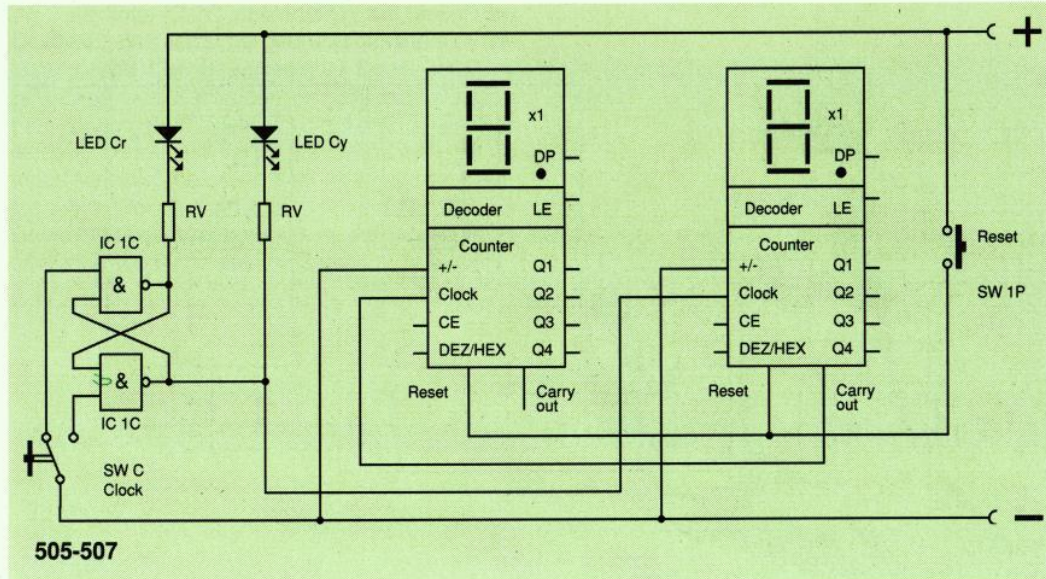 +
LED Cr
LED Cy
RV
RV
IC 1C
&
&
IC 1C
SW C
Clock
x1
DP
Decoder
LE
Counter
+/-
Q1
Clock
Q2
CE
Q3
DEZ/HEX
Q4
Reset
Carry
out
x1
DP
Decoder
LE
Counter
+/-
Q1
Clock
Q2
CE
Q3
DEZ/HEX
Q4
Reset
Carry
out
Reset
SW 1P
−
505-507